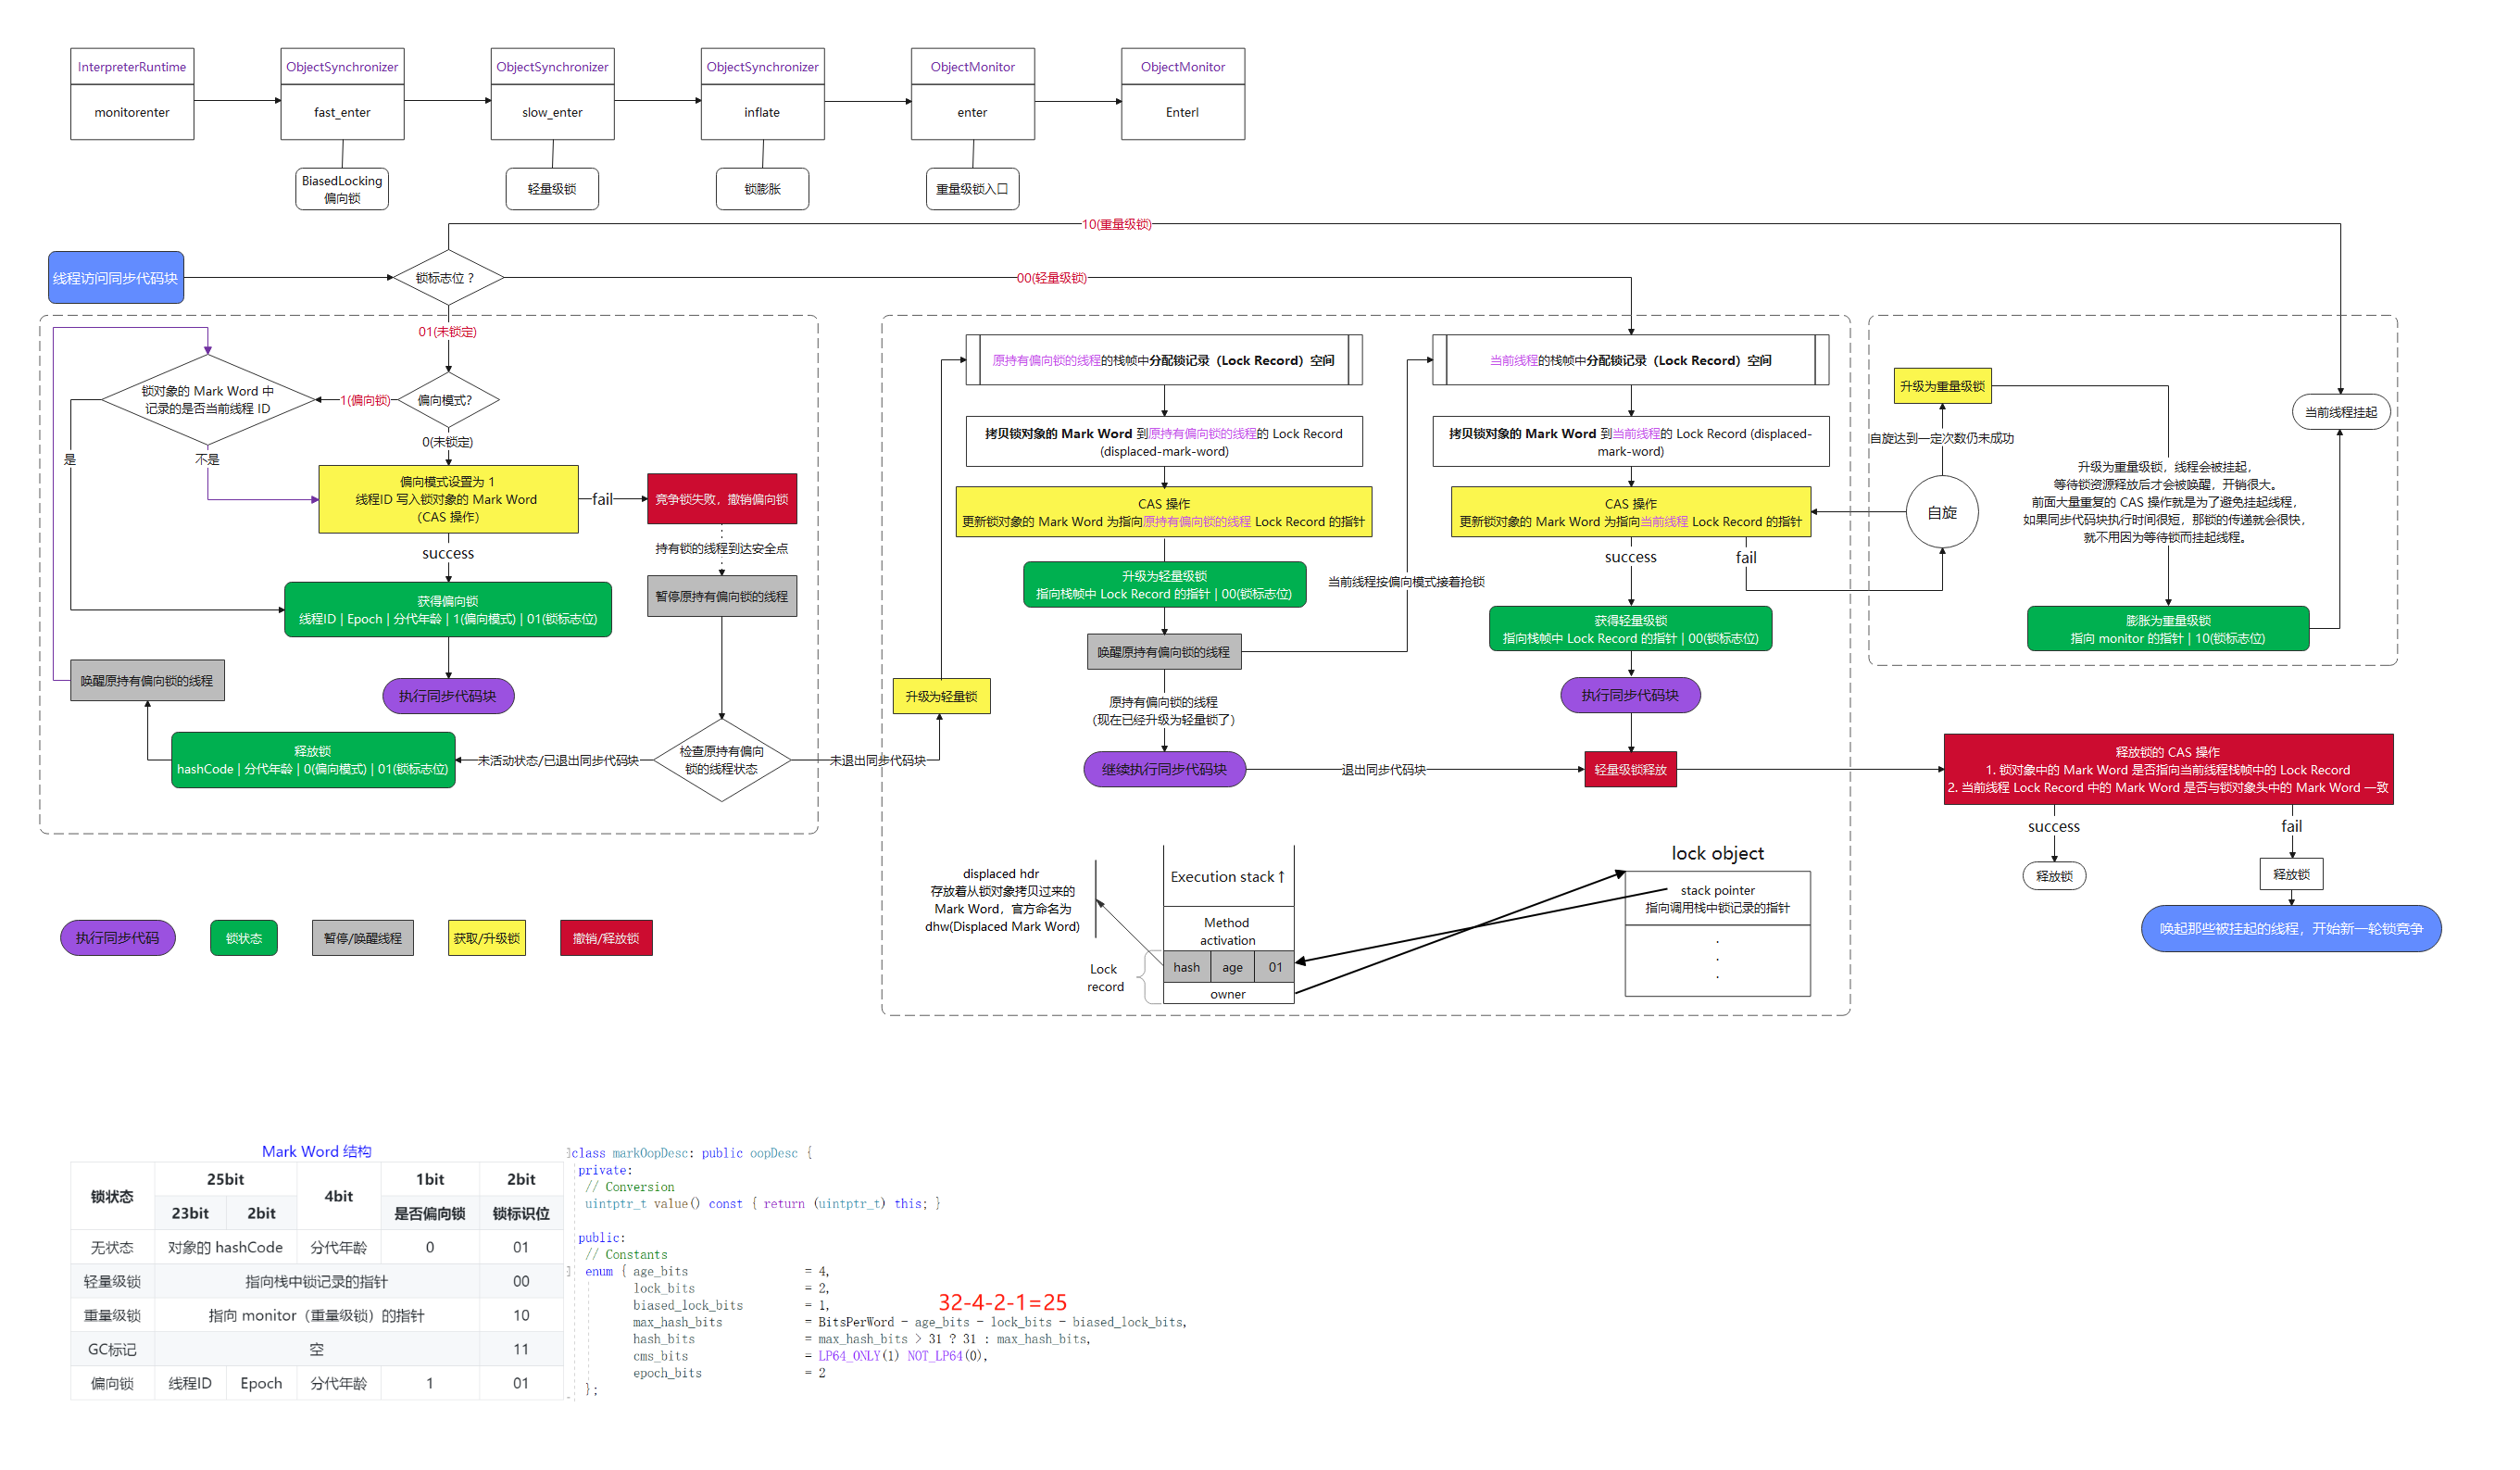 InterpreterRuntime
monitorenter
ObjectSynchronizer
fast_enter
ObjectSynchronizer
slow_enter
ObjectSynchronizer
inflate
ObjectMonitor
enter
ObjectMonitor
EnterI
BiasedLocking
偏向锁
轻量级锁
锁膨胀
重量级锁入口
10(重量级锁)
线程访问同步代码块
锁标志位？
00(轻量级锁)
01(未锁定)
锁对象的 Mark Word 中
记录的是否当前线程 ID
1(偏向锁)
偏向模式?
0(未锁定)
是
不是
偏向模式设置为 1
线程ID 写入锁对象的 Mark Word
（CAS 操作）
fail
竞争锁失败，撤销偏向锁
success
持有锁的线程到达安全点
暂停原持有偏向锁的线程
获得偏向锁
线程ID | Epoch | 分代年龄 | 1(偏向模式) | 01(锁标志位)
唤醒原持有偏向锁的线程
执行同步代码块
释放锁
hashCode | 分代年龄 | 0(偏向模式) | 01(锁标志位)
未活动状态/已退出同步代码块
检查原持有偏向
锁的线程状态
未退出同步代码块
升级为轻量锁
原持有偏向锁的线程的栈帧中分配锁记录（Lock Record）空间
拷贝锁对象的 Mark Word 到原持有偏向锁的线程的 Lock Record
(displaced-mark-word)
CAS 操作
更新锁对象的 Mark Word 为指向原持有偏向锁的线程 Lock Record 的指针
升级为轻量级锁
指向栈帧中 Lock Record 的指针 | 00(锁标志位)
唤醒原持有偏向锁的线程
原持有偏向锁的线程
（现在已经升级为轻量锁了）
继续执行同步代码块
当前线程按偏向模式接着抢锁
退出同步代码块
当前线程的栈帧中分配锁记录（Lock Record）空间
拷贝锁对象的 Mark Word 到当前线程的 Lock Record (displaced-
mark-word)
CAS 操作
更新锁对象的 Mark Word 为指向当前线程 Lock Record 的指针
success
fail
获得轻量级锁
指向栈帧中 Lock Record 的指针 | 00(锁标志位)
执行同步代码块
轻量级锁释放
升级为重量级锁
自旋达到一定次数仍未成功
自旋
当前线程挂起
升级为重量级锁，线程会被挂起，
等待锁资源释放后才会被唤醒，开销很大。
前面大量重复的 CAS 操作就是为了避免挂起线程，
如果同步代码块执行时间很短，那锁的传递就会很快，
就不用因为等待锁而挂起线程。
膨胀为重量级锁
指向 monitor 的指针 | 10(锁标志位)
释放锁的 CAS 操作
1. 锁对象中的 Mark Word 是否指向当前线程栈帧中的 Lock Record
2. 当前线程 Lock Record 中的 Mark Word 是否与锁对象头中的 Mark Word 一致
success
fail
释放锁
释放锁
唤起那些被挂起的线程，开始新一轮锁竞争
执行同步代码
锁状态
暂停/唤醒线程
获取/升级锁
撤销/释放锁
displaced hdr
存放着从锁对象拷贝过来的
Mark Word，官方命名为
dhw(Displaced Mark Word)
Execution stack↑
Method
activation
Lock
record
hash
age
01
owner
lock object
stack pointer
指向调用栈中锁记录的指针
.
.
.
Mark Word 结构
锁状态 25bit 4bit 1bit 2bit
23bit 2bit 是否偏向锁 锁标识位
无状态 对象的 hashCode 分代年龄 0 01
轻量级锁 指向栈中锁记录的指针 00
重量级锁 指向 monitor（重量级锁）的指针 10
GC标记 空 11
偏向锁 线程ID Epoch 分代年龄 1 01
class markOopDesc: public oopDesc {
private:
// Conversion
uintptr_t value() const { return (uintptr_t) this; }
public:
// Constants
enum { age_bits = 4,
lock_bits = 2,
biased_lock_bits = 1,
32-4-2-1=25
max_hash_bits = BitsPerWord - age_bits - lock_bits - biased_lock_bits,
hash_bits = max_hash_bits > 31 ? 31 : max_hash_bits,
cms_bits = LP64_ONLY(1) NOT_LP64(0),
epoch_bits = 2
};